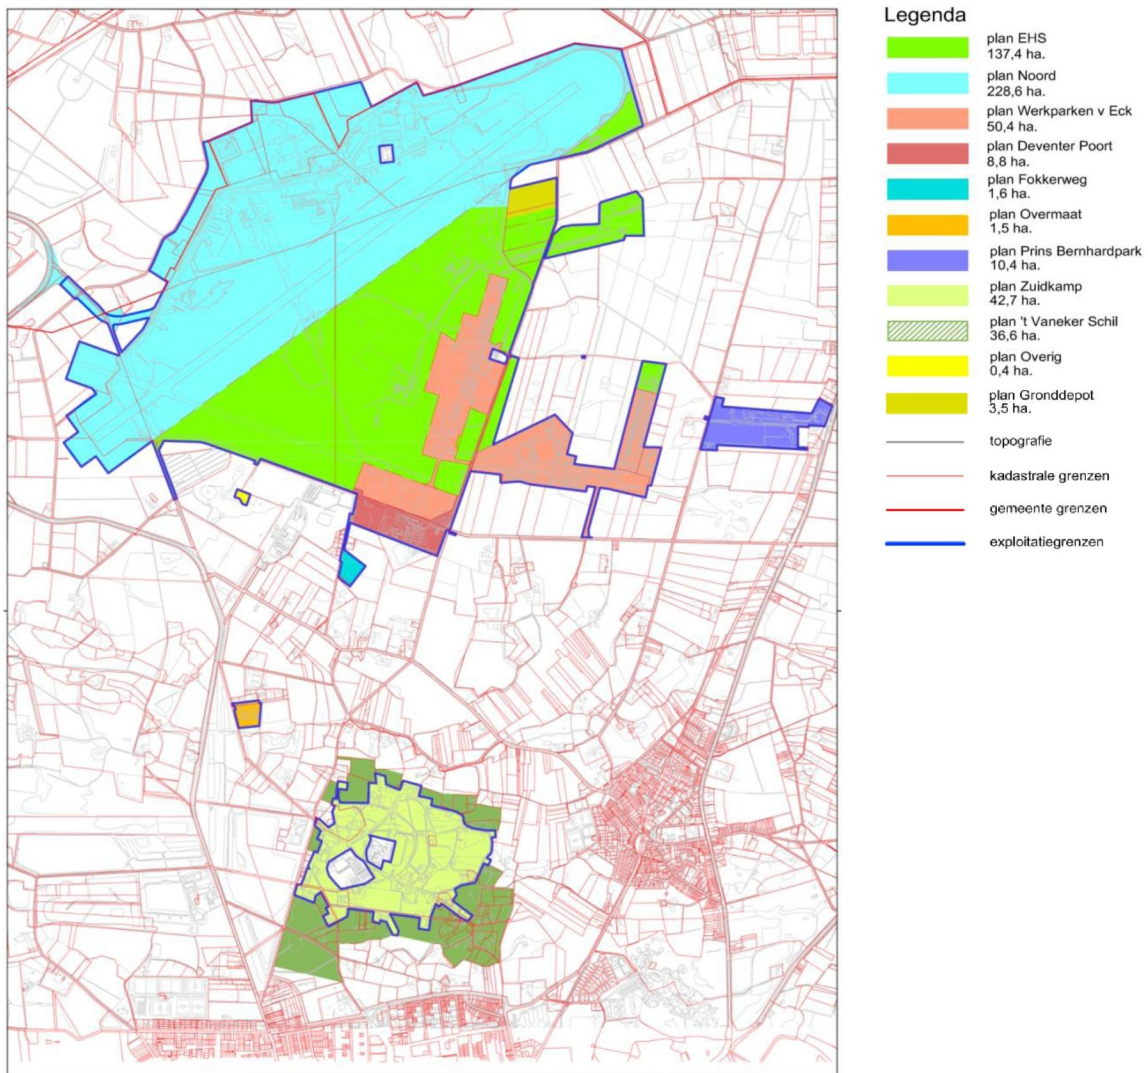 Legenda
plan EHS
137,4 ha.
plan Noord
228,6 ha.
plan Werkparken v Eck
50,4 ha.
plan Deventer Poort
8,8 ha.
plan Fokkerweg
1,6 ha.
plan Overmaat
1,5 ha.
plan Prins Bernhardpark
10,4 ha.
plan Zuidkamp
42,7 ha.
plan 't Vaneker Schil
36,6 ha.
plan Overig
0,4 ha.
plan Gronddepot
3,5 ha.
topografie
kadastrale grenzen
gemeente grenzen
exploitatiegrenzen